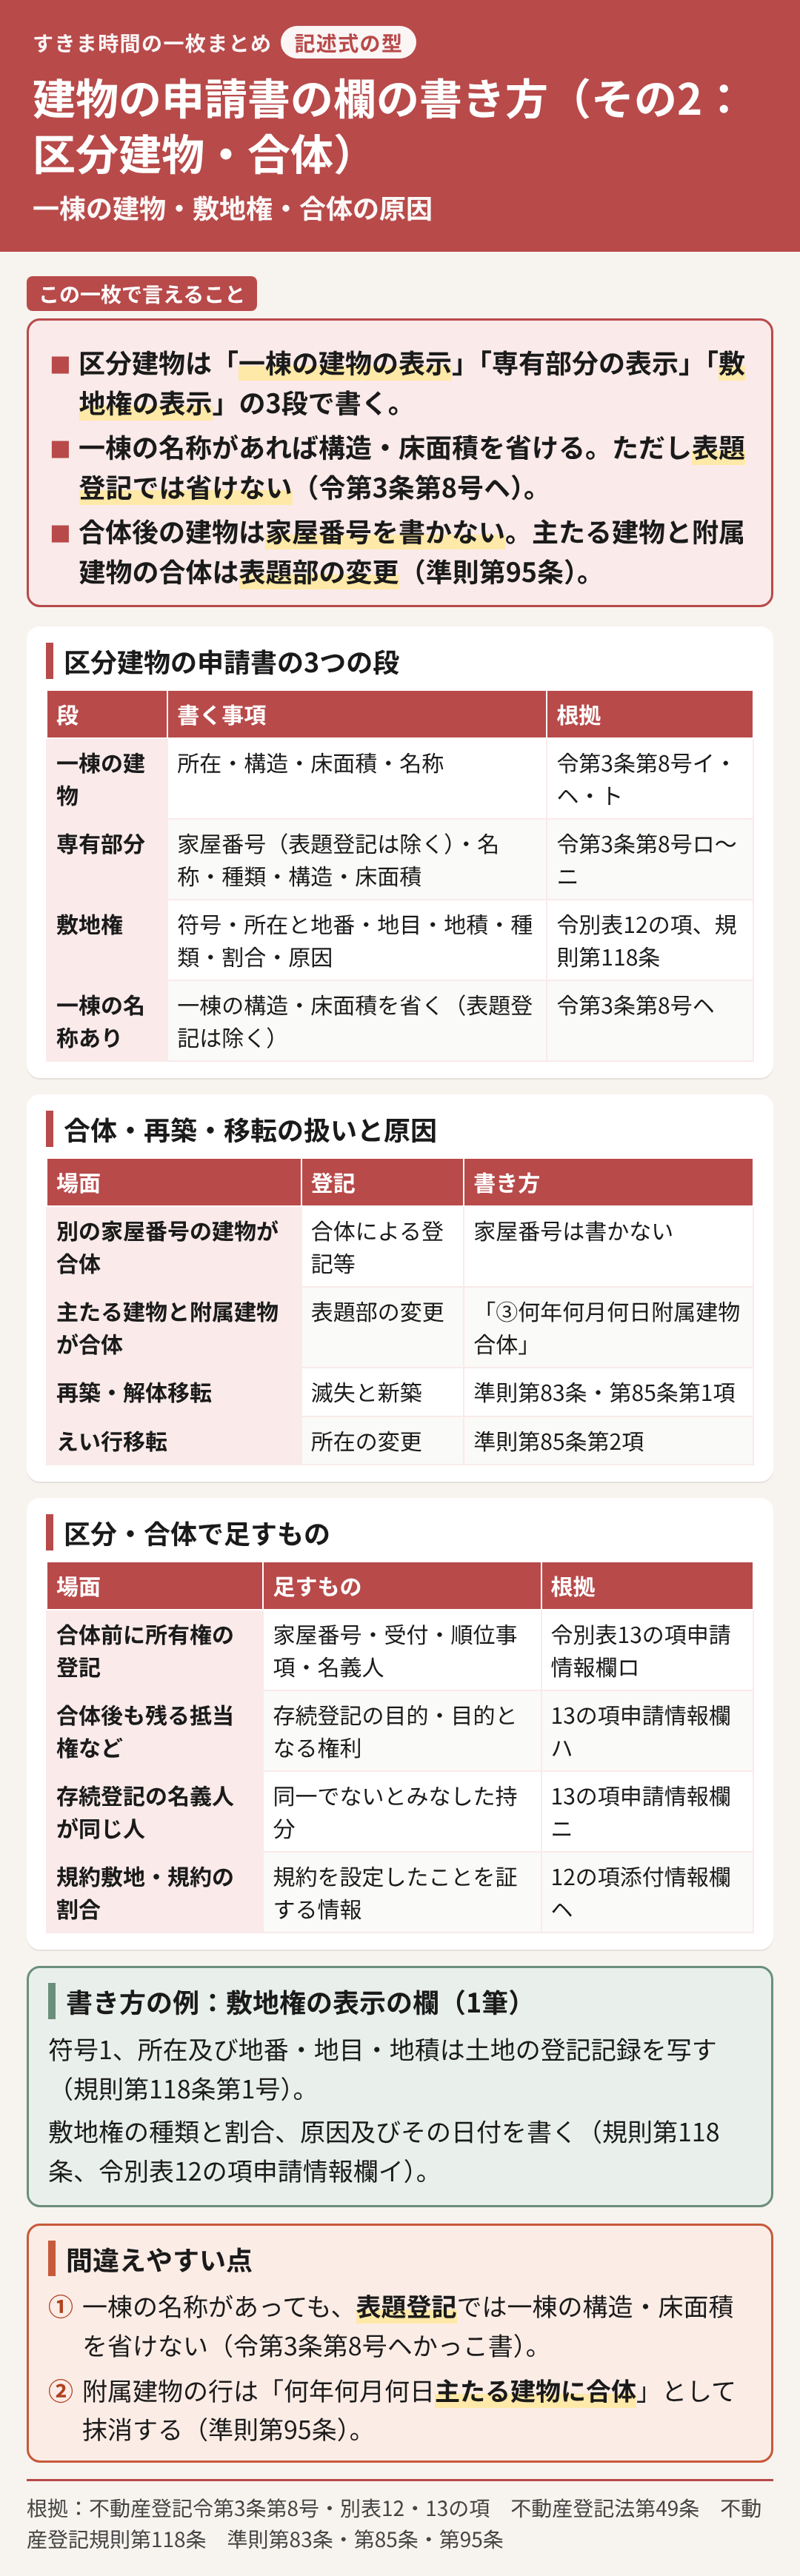 すきま時間の一枚まとめ 記述式の型
建物の申請書の欄の書き方（その2：
区分建物・合体）
一棟の建物・敷地権・合体の原因
この一枚で言えること
■ 区分建物は「一棟の建物の表示」「専有部分の表示」「敷
地権の表示」の3段で書く。
■ 一棟の名称があれば構造・床面積を省ける。ただし表題
登記では省けない（令第3条第8号ヘ）。
■ 合体後の建物は家屋番号を書かない。主たる建物と附属
建物の合体は表題部の変更（準則第95条）。
区分建物の申請書の3つの段
段 書く事項 根拠
一棟の建 所在・構造・床面積・名称 令第3条第8号イ・
物 ヘ・ト
専有部分 家屋番号（表題登記は除く）・名 令第3条第8号ロ～
称・種類・構造・床面積 ニ
敷地権 符号・所在と地番・地目・地積・種 令別表12の項、規
類・割合・原因 則第118条
一棟の名 一棟の構造・床面積を省く（表題登 令第3条第8号ヘ
称あり 記は除く）
合体・再築・移転の扱いと原因
場面 登記 書き方
別の家屋番号の建物が 合体による登 家屋番号は書かない
合体 記等
主たる建物と附属建物 表題部の変更 「③何年何月何日附属建物
が合体 合体」
再築・解体移転 滅失と新築 準則第83条・第85条第1項
えい行移転 所在の変更 準則第85条第2項
区分・合体で足すもの
場面 足すもの 根拠
合体前に所有権の 家屋番号・受付・順位事 令別表13の項申請
登記 項・名義人 情報欄ロ
合体後も残る抵当 存続登記の目的・目的と 13の項申請情報欄
権など なる権利 ハ
存続登記の名義人 同一でないとみなした持 13の項申請情報欄
が同じ人 分 ニ
規約敷地・規約の 規約を設定したことを証 12の項添付情報欄
割合 する情報 ヘ
書き方の例：敷地権の表示の欄（1筆）
符号1、所在及び地番・地目・地積は土地の登記記録を写す
（規則第118条第1号）。
敷地権の種類と割合、原因及びその日付を書く（規則第118
条、令別表12の項申請情報欄イ）。
間違えやすい点
① 一棟の名称があっても、表題登記では一棟の構造・床面積
を省けない（令第3条第8号ヘかっこ書）。
② 附属建物の行は「何年何月何日主たる建物に合体」として
抹消する（準則第95条）。
根拠：不動産登記令第3条第8号・別表12・13の項　不動産登記法第49条　不動
産登記規則第118条　準則第83条・第85条・第95条